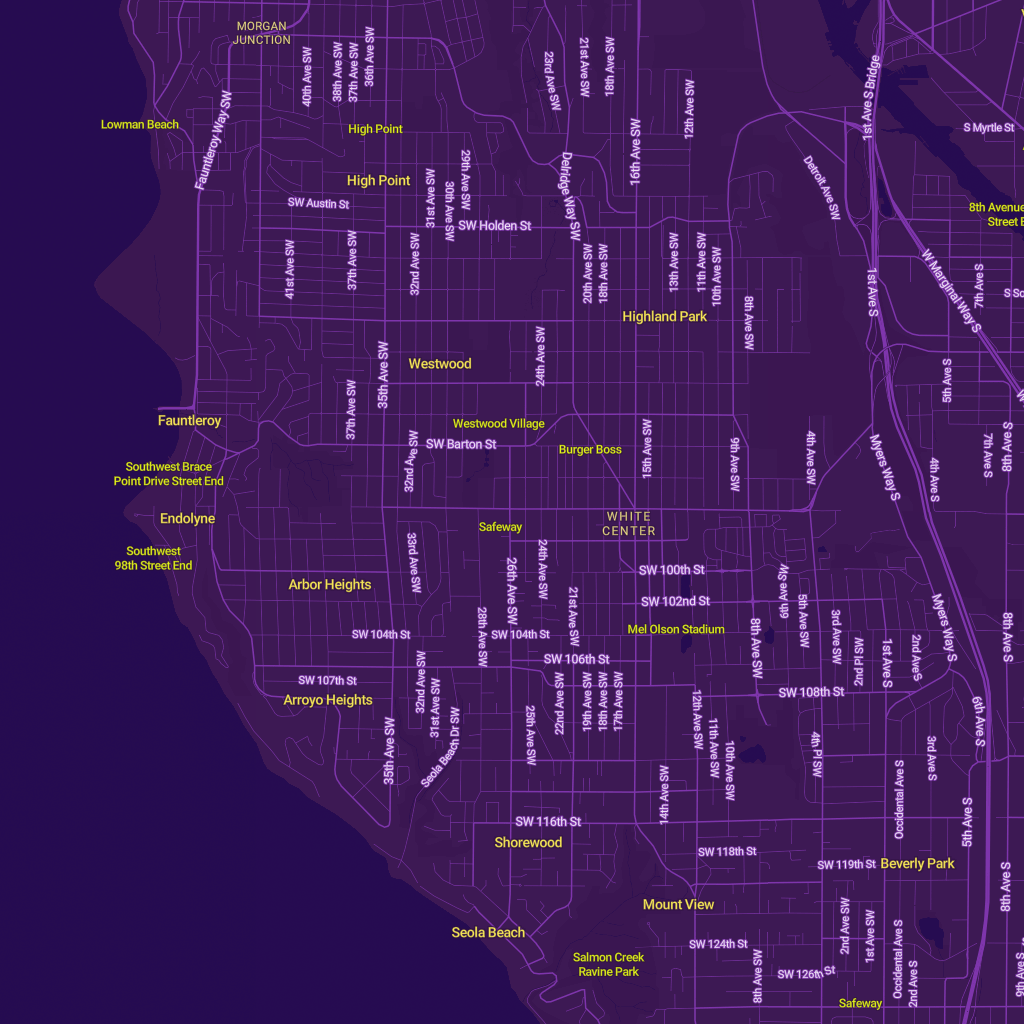 MORGAN
JUNCTION
40th Ave SW
38th Ave SW
37th Ave SW
36th Ave SW
23rd Ave SW
21st Ave SW
18th Ave SW
12th Ave SW
1st Ave S Bridge
Lowman Beach
Fauntleroy Way SW
High Point
S Myrtle St
High Point
29th Ave SW
31st Ave SW
30th Ave SW
Delridge Way SW
16th Ave SW
Detroit Ave SW
SW Austin St
SW Holden St
8th Avenue
Street E
41st Ave SW
37th Ave SW
32nd Ave SW
20th Ave SW
18th Ave SW
13th Ave SW
11th Ave SW
10th Ave SW
1st Ave S
W Marginal Way S
7th Ave S
S So
Highland Park
8th Ave SW
24th Ave SW
35th Ave SW
Westwood
5th Ave S
37th Ave SW
Fauntleroy
Westwood Village
SW Barton St
Burger Boss
15th Ave SW
9th Ave SW
4th Ave SW
Myers Way S
4th Ave S
7th Ave S
8th Ave S
32nd Ave SW
Southwest Brace
Point Drive Street End
Endolyne
Safeway
WHITE
CENTER
Southwest
98th Street End
33rd Ave SW
24th Ave SW
26th Ave SW
Arbor Heights
SW 100th St
SW 102nd St
21st Ave SW
28th Ave SW
6th Ave SW
5th Ave SW
3rd Ave SW
2nd Pl SW
1st Ave S
2nd Ave S
Myers Way S
8th Ave S
SW 104th St
SW 104th St
Mel Olson Stadium
8th Ave SW
SW 106th St
SW 107th St
32nd Ave SW
31st Ave SW
Arroyo Heights
22nd Ave SW
19th Ave SW
18th Ave SW
17th Ave SW
SW 108th St
12th Ave SW
11th Ave SW
10th Ave SW
6th Ave S
35th Ave SW
Seola Beach Dr SW
25th Ave SW
4th Pl SW
3rd Ave S
14th Ave SW
Occidental Ave S
5th Ave S
SW 116th St
Shorewood
SW 118th St
SW 119th St
Beverly Park
8th Ave S
Mount View
Seola Beach
2nd Ave SW
1st Ave SW
SW 124th St
Salmon Creek
Ravine Park
8th Ave SW
SW 126th St
Occidental Ave S
2nd Ave S
9th Ave S
Safeway